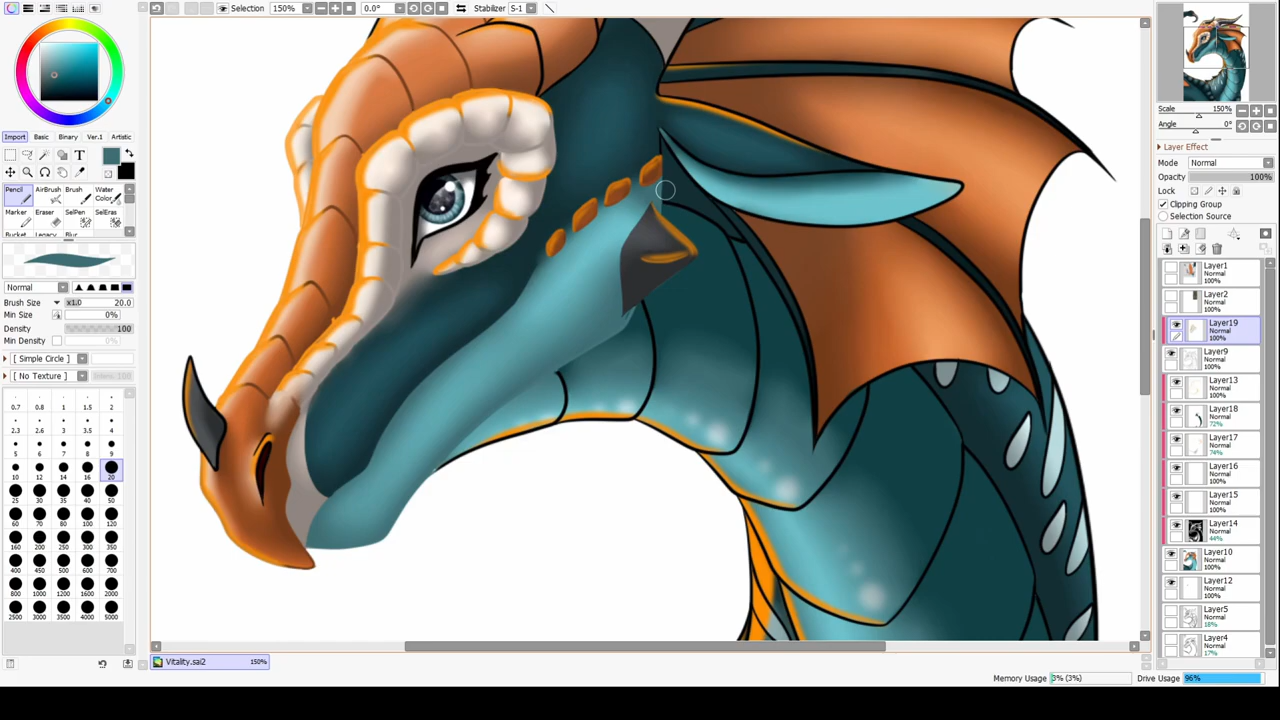 Selection 150% 0.0° Stabilizer S-1
Import Basic Binary Ver.1 Artistic
T
Pencil AirBrush Brush Water Color
Marker Eraser SelPen SelEras
Normal
Brush Size x1.0 20.0
Min Size 0%
Density 100
Min Density 0%
[ Simple Circle ]
[ No Texture ]
0.7 0.8 1 1.5 2
2.3 2.6 3 3.5 4
5 6 7 8 9
10 12 14 16 20
25 30 35 40 50
60 70 80 100 120
160 200 250 300 350
400 450 500 600 700
800 1000 1200 1600 2000
2500 3000 3500 4000 5000
Vitality.sai2 150%
Scale 150%
Angle 0°
Layer Effect
Mode Normal
Opacity 100%
Lock
Clipping Group
Selection Source
Layer1
Normal
100%
Layer2
Normal
100%
Layer19
Normal
100%
Layer9
Normal
100%
Layer13
Normal
100%
Layer18
Normal
72%
Layer17
Normal
74%
Layer16
Normal
100%
Layer15
Normal
100%
Layer14
Normal
44%
Layer10
Normal
100%
Layer12
Normal
100%
Layer5
Normal
18%
Layer4
Normal
17%
Memory Usage 3% (3%) Drive Usage 96%